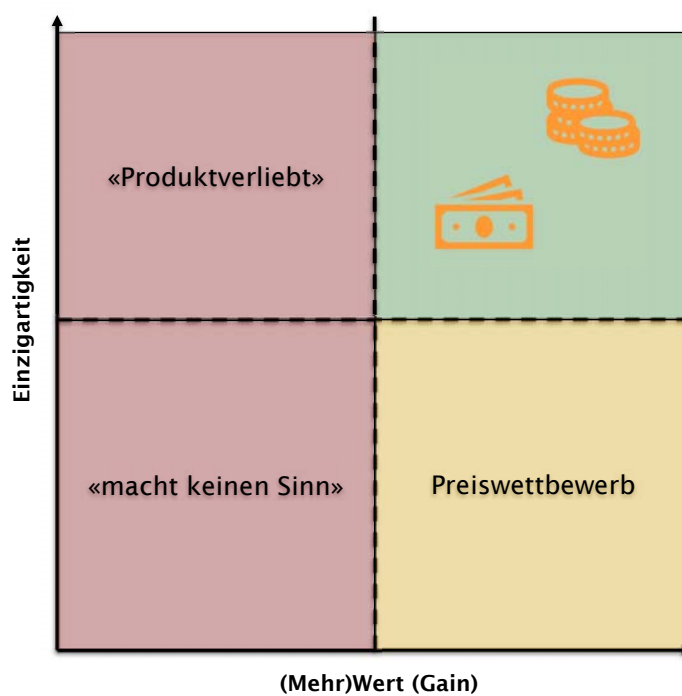 «Produktverliebt»
Einzigartigkeit
«macht keinen Sinn»
Preiswettbewerb
(Mehr)Wert (Gain)